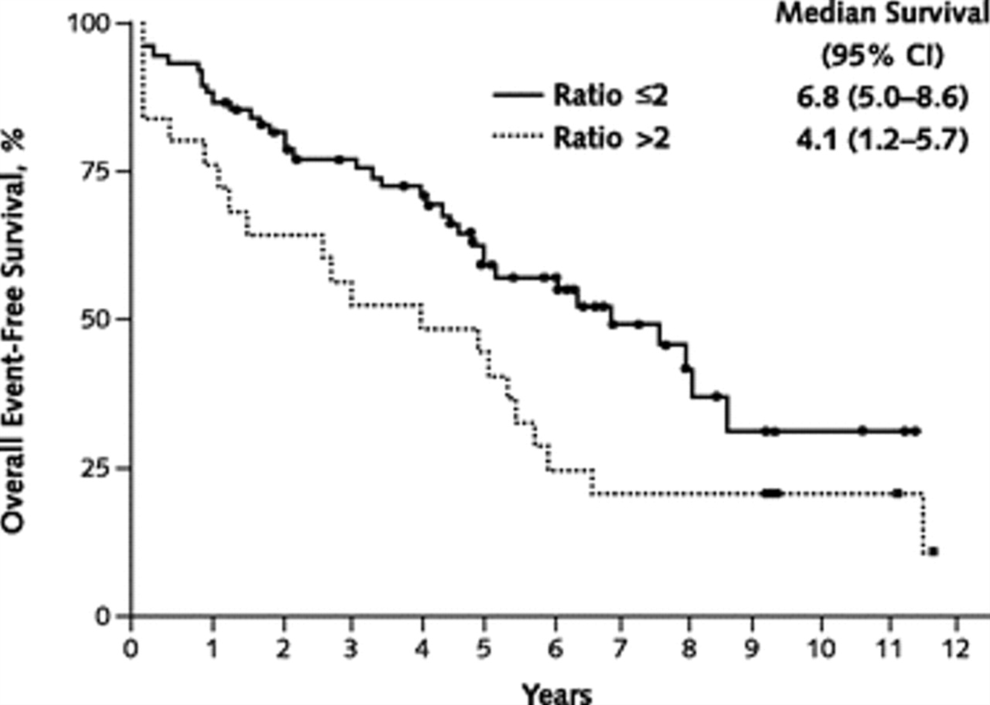 Median Survival
(95% CI)
Ratio ≤2 6.8 (5.0–8.6)
Ratio >2 4.1 (1.2–5.7)
Overall Event-Free Survival, %
100
75
50
25
0
0 1 2 3 4 5 6 7 8 9 10 11 12
Years